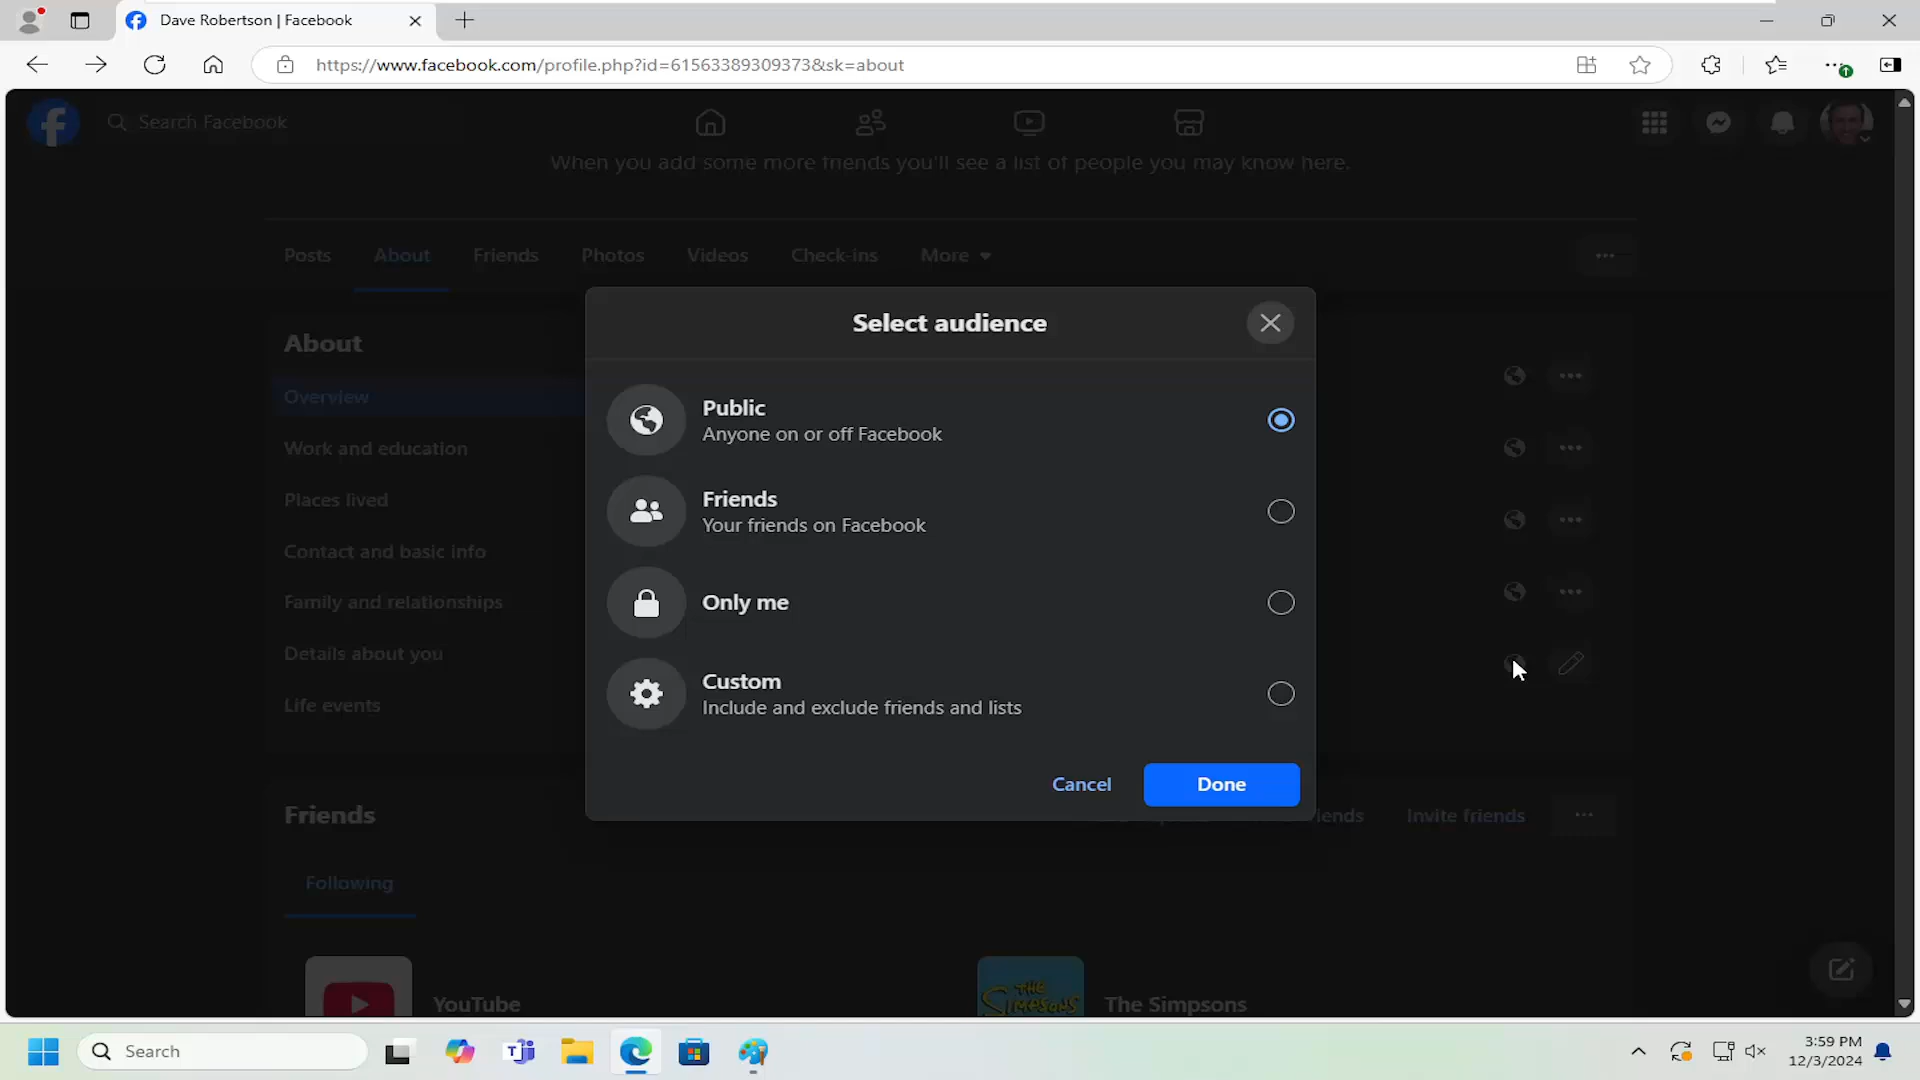 Dave Robertson | Facebook
https://www.facebook.com/profile.php?id=61563389309373&sk=about
Search Facebook
When you add some more friends you'll see a list of people you may know here.
Posts About Friends Photos Videos Check-ins More
About
Overview
Work and education
Places lived
Contact and basic info
Family and relationships
Details about you
Life events
Select audience
Public
Anyone on or off Facebook
Friends
Your friends on Facebook
Only me
Custom
Include and exclude friends and lists
Cancel Done
Friends
Invite friends
Following
YouTube
THE SIMPSONS
The Simpsons
Search
3:59 PM
12/3/2024